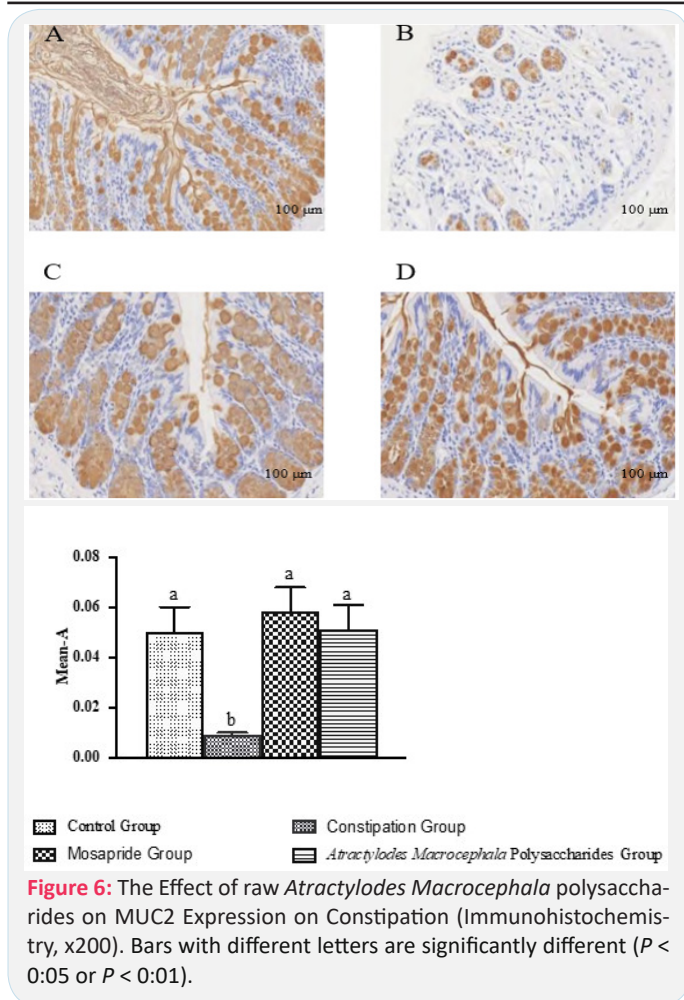 A
B
100 μm
100 μm
C
D
100 μm
100 μm
0.08
0.06
0.04
0.02
0.00
Mean-A
a
b
a
a
Control Group
Constipation Group
Mosapride Group
Atractylodes Macrocephala Polysaccharides Group
Figure 6: The Effect of raw Atractylodes Macrocephala polysaccha-
rides on MUC2 Expression on Constipation (Immunohistochemis-
try, x200). Bars with different letters are significantly different (P <
0:05 or P < 0:01).